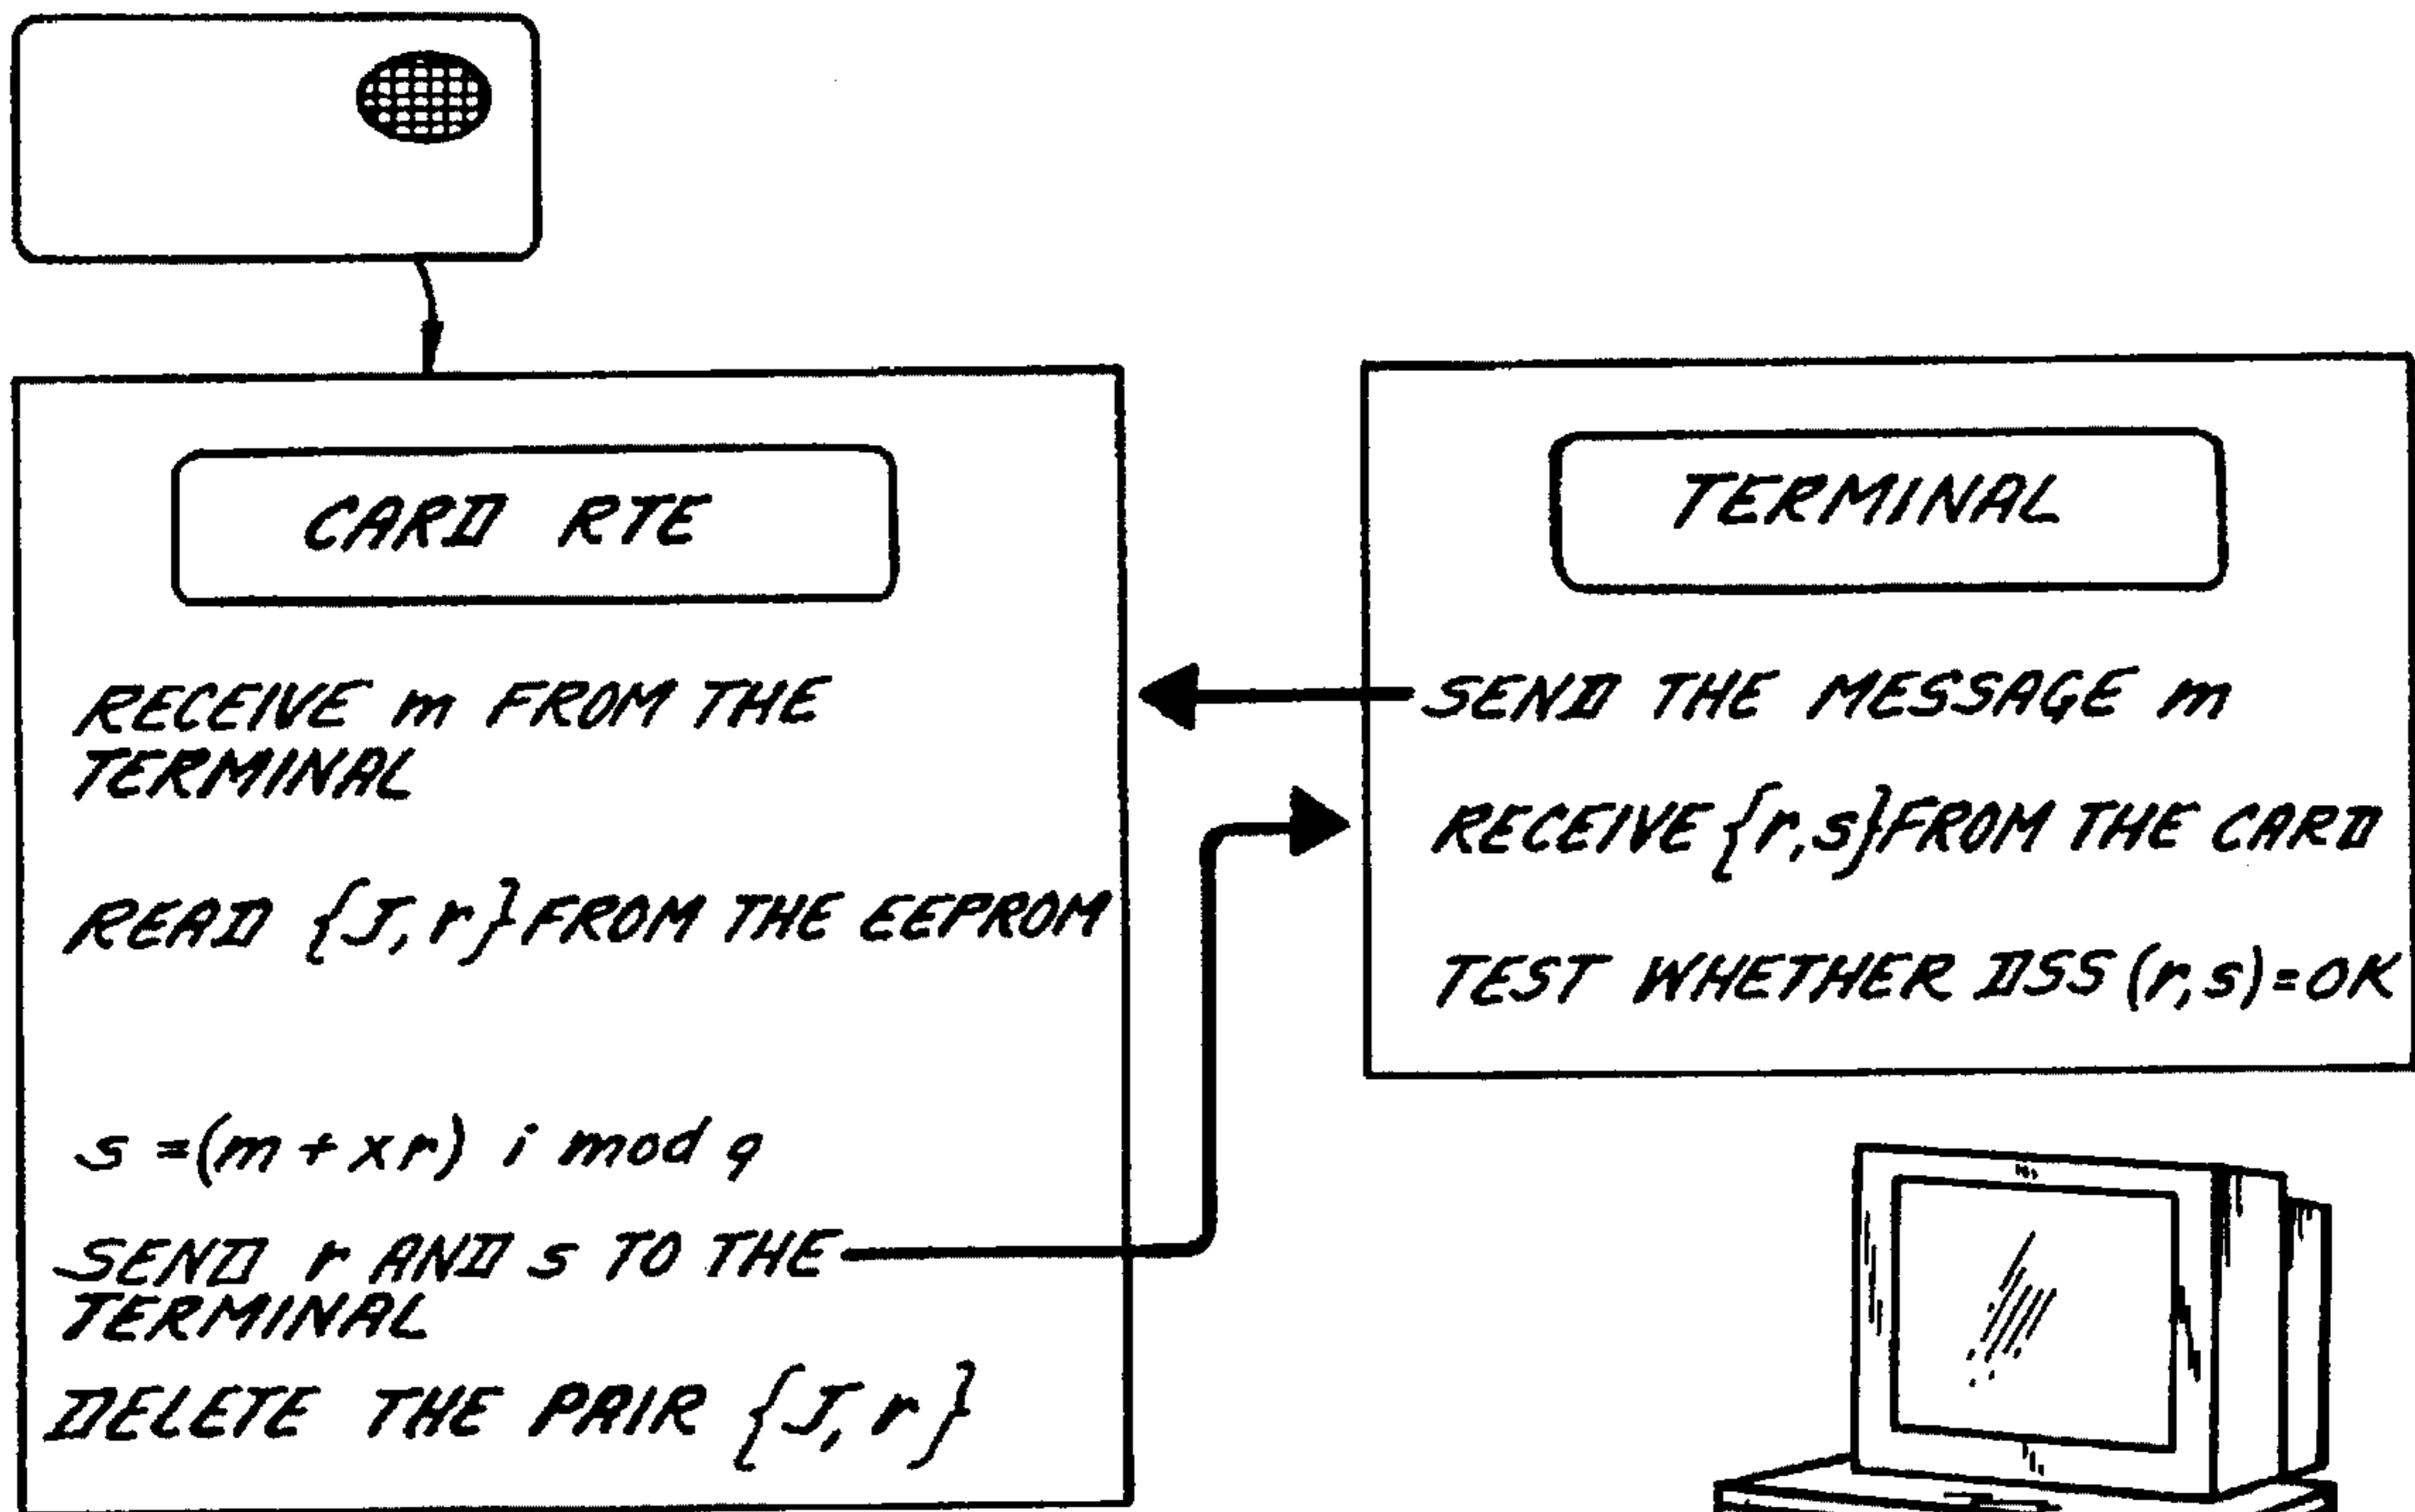 CARD RTE
RECEIVE m FROM THE
TERMINAL
READ {J, r} FROM THE EEPROM
s =(m + xr) i mod q
SEND r AND s TO THE
TERMINAL
DELETE THE PAIR {J, r}
TERMINAL
SEND THE MESSAGE m
RECEIVE {r,s} FROM THE CARD
TEST WHETHER DSS (r,s)=OK